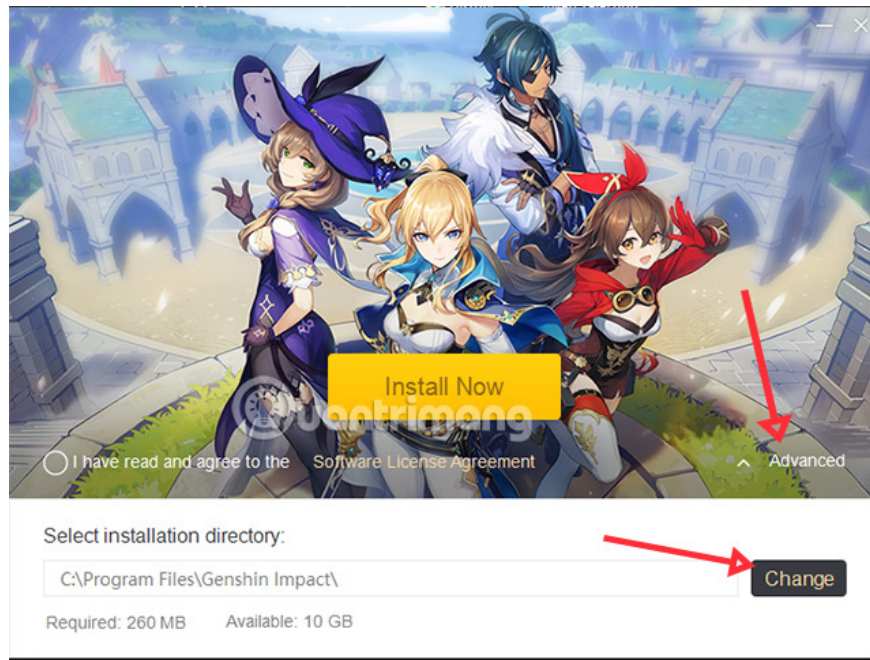 Install Now
uantrimang
I have read and agree to the Software License Agreement
Advanced
Select installation directory:
C:\Program Files\Genshin Impact\
Change
Required: 260 MB Available: 10 GB